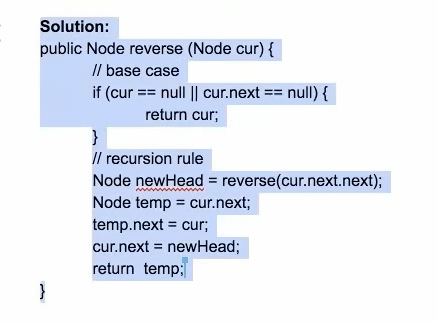 Solution:
public Node reverse (Node cur) {
// base case
if (cur == null || cur.next == null) {
return cur;
}
// recursion rule
Node newHead = reverse(cur.next.next);
Node temp = cur.next;
temp.next = cur;
cur.next = newHead;
return  temp;
}